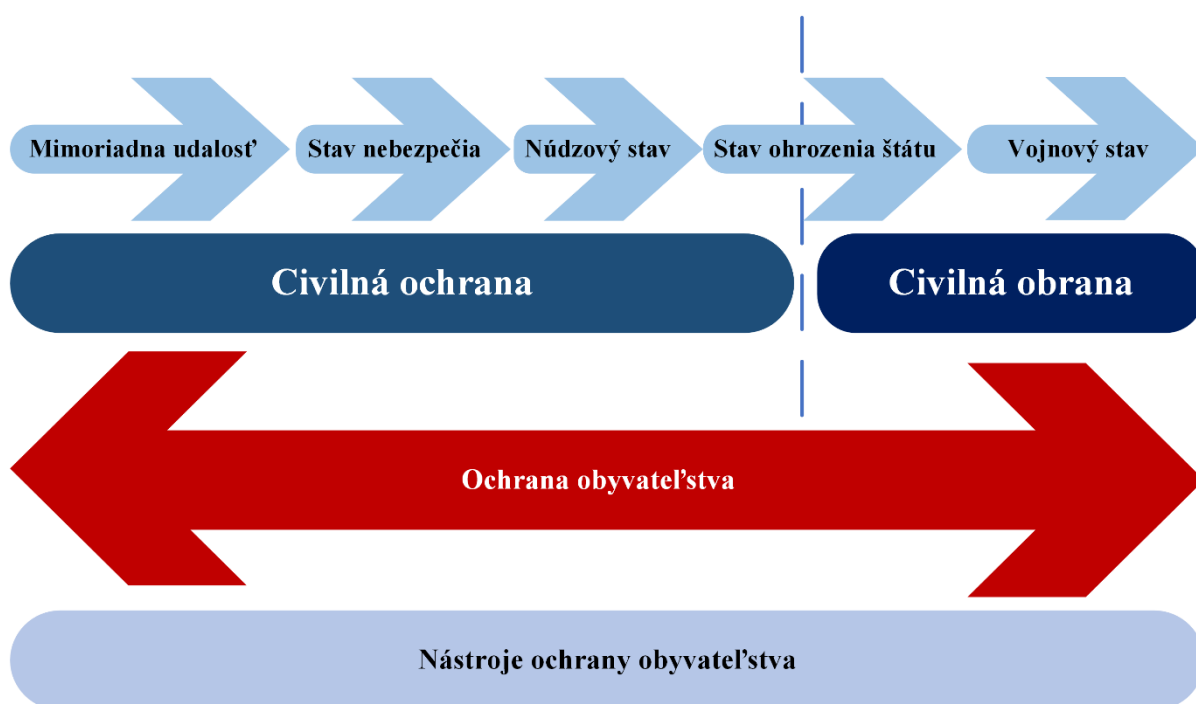 Mimoriadna udalosť
Stav nebezpečia
Núdzový stav
Stav ohrozenia štátu
Vojnový stav
Civilná ochrana
Civilná obrana
Ochrana obyvateľstva
Nástroje ochrany obyvateľstva